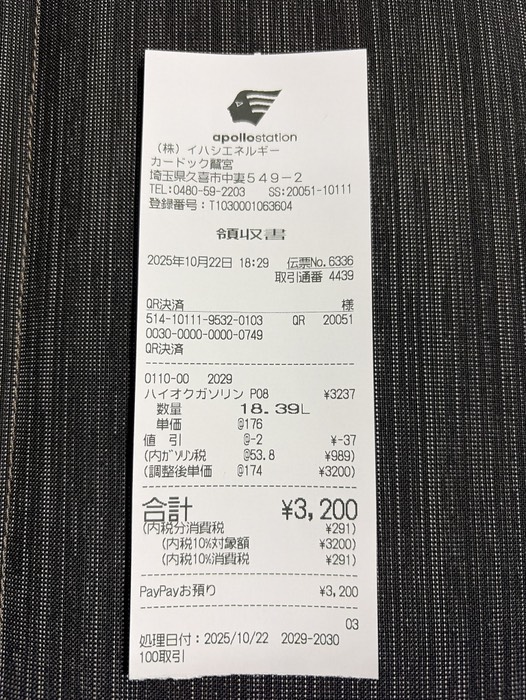 apollostation
(株)イハシエネルギー
カードック鷲宮
埼玉県久喜市中妻549-2
TEL:0480-59-2203 SS:20051-10111
登録番号:T1030001063604
領収書
2025年10月22日 18:29 伝票No.6336
取引通番 4439
QR決済 様
514-10111-9532-0103 QR 20051
0030-0000-0000-0749
QR決済
0110-00 2029
ハイオクガソリン P08 ¥3237
数量 18.39L
単価 @176
値 引 @-2 ¥-37
(内ガソリン税 @53.8 ¥989)
(調整後単価 @174 ¥3200)
合計 ¥3,200
(内税分消費税 ¥291)
(内税10%対象額 ¥3200)
(内税10%消費税 ¥291)
PayPayお預り ¥3,200
03
処理日付:2025/10/22 2029-2030
100取引